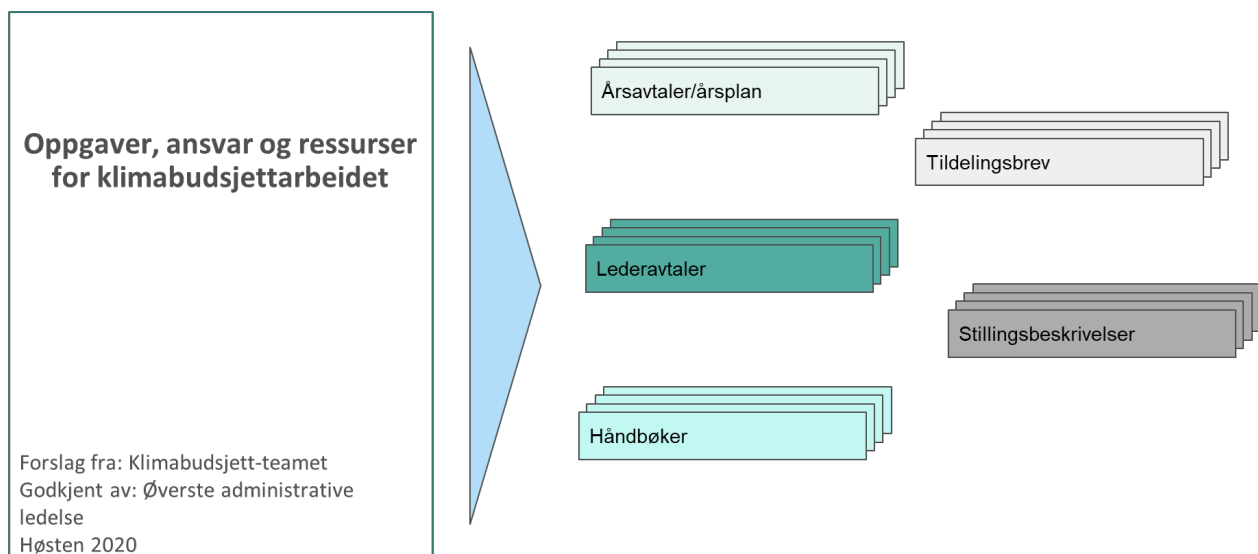 Oppgaver, ansvar og ressurser
for klimabudsjettarbeidet
Forslag fra: Klimabudsjett-teamet
Godkjent av: Øverste administrative
ledelse
Høsten 2020
Årsavtaler/årsplan
Tildelingsbrev
Lederavtaler
Stillingsbeskrivelser
Håndbøker